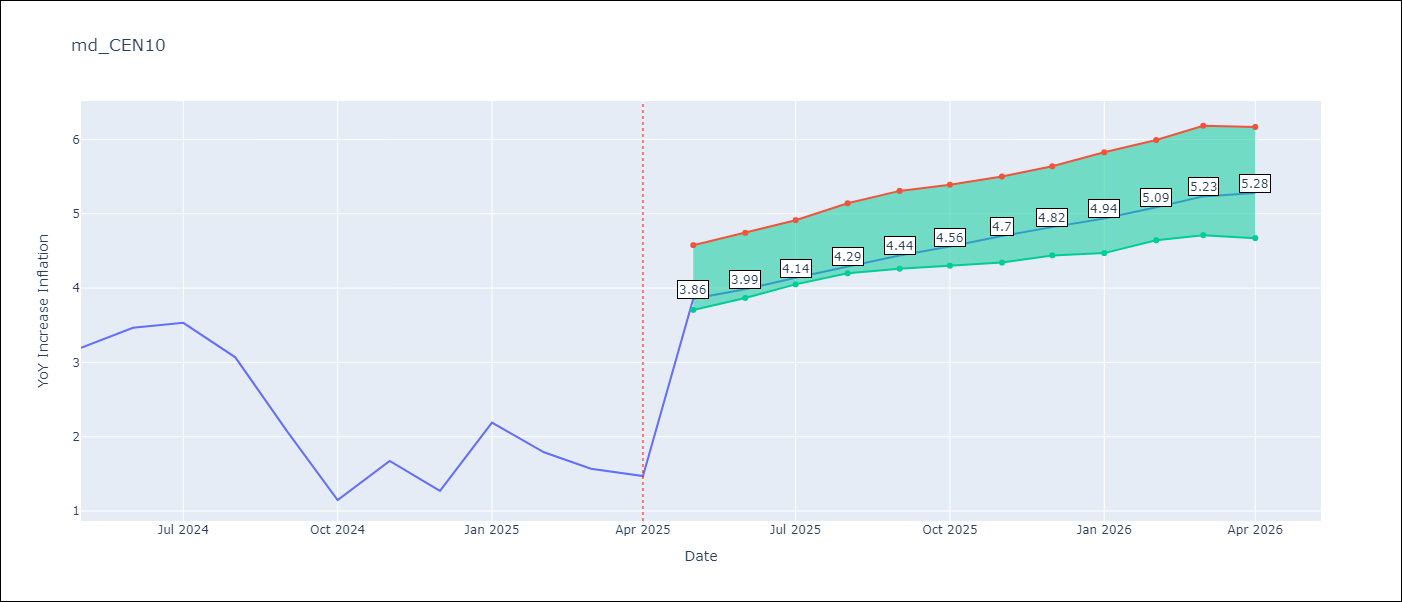 md_CEN10
YoY Increase Inflation
6
5
4
3
2
1
3.86
3.99
4.14
4.29
4.44
4.56
4.7
4.82
4.94
5.09
5.23
5.28
Jul 2024
Oct 2024
Jan 2025
Apr 2025
Jul 2025
Oct 2025
Jan 2026
Apr 2026
Date